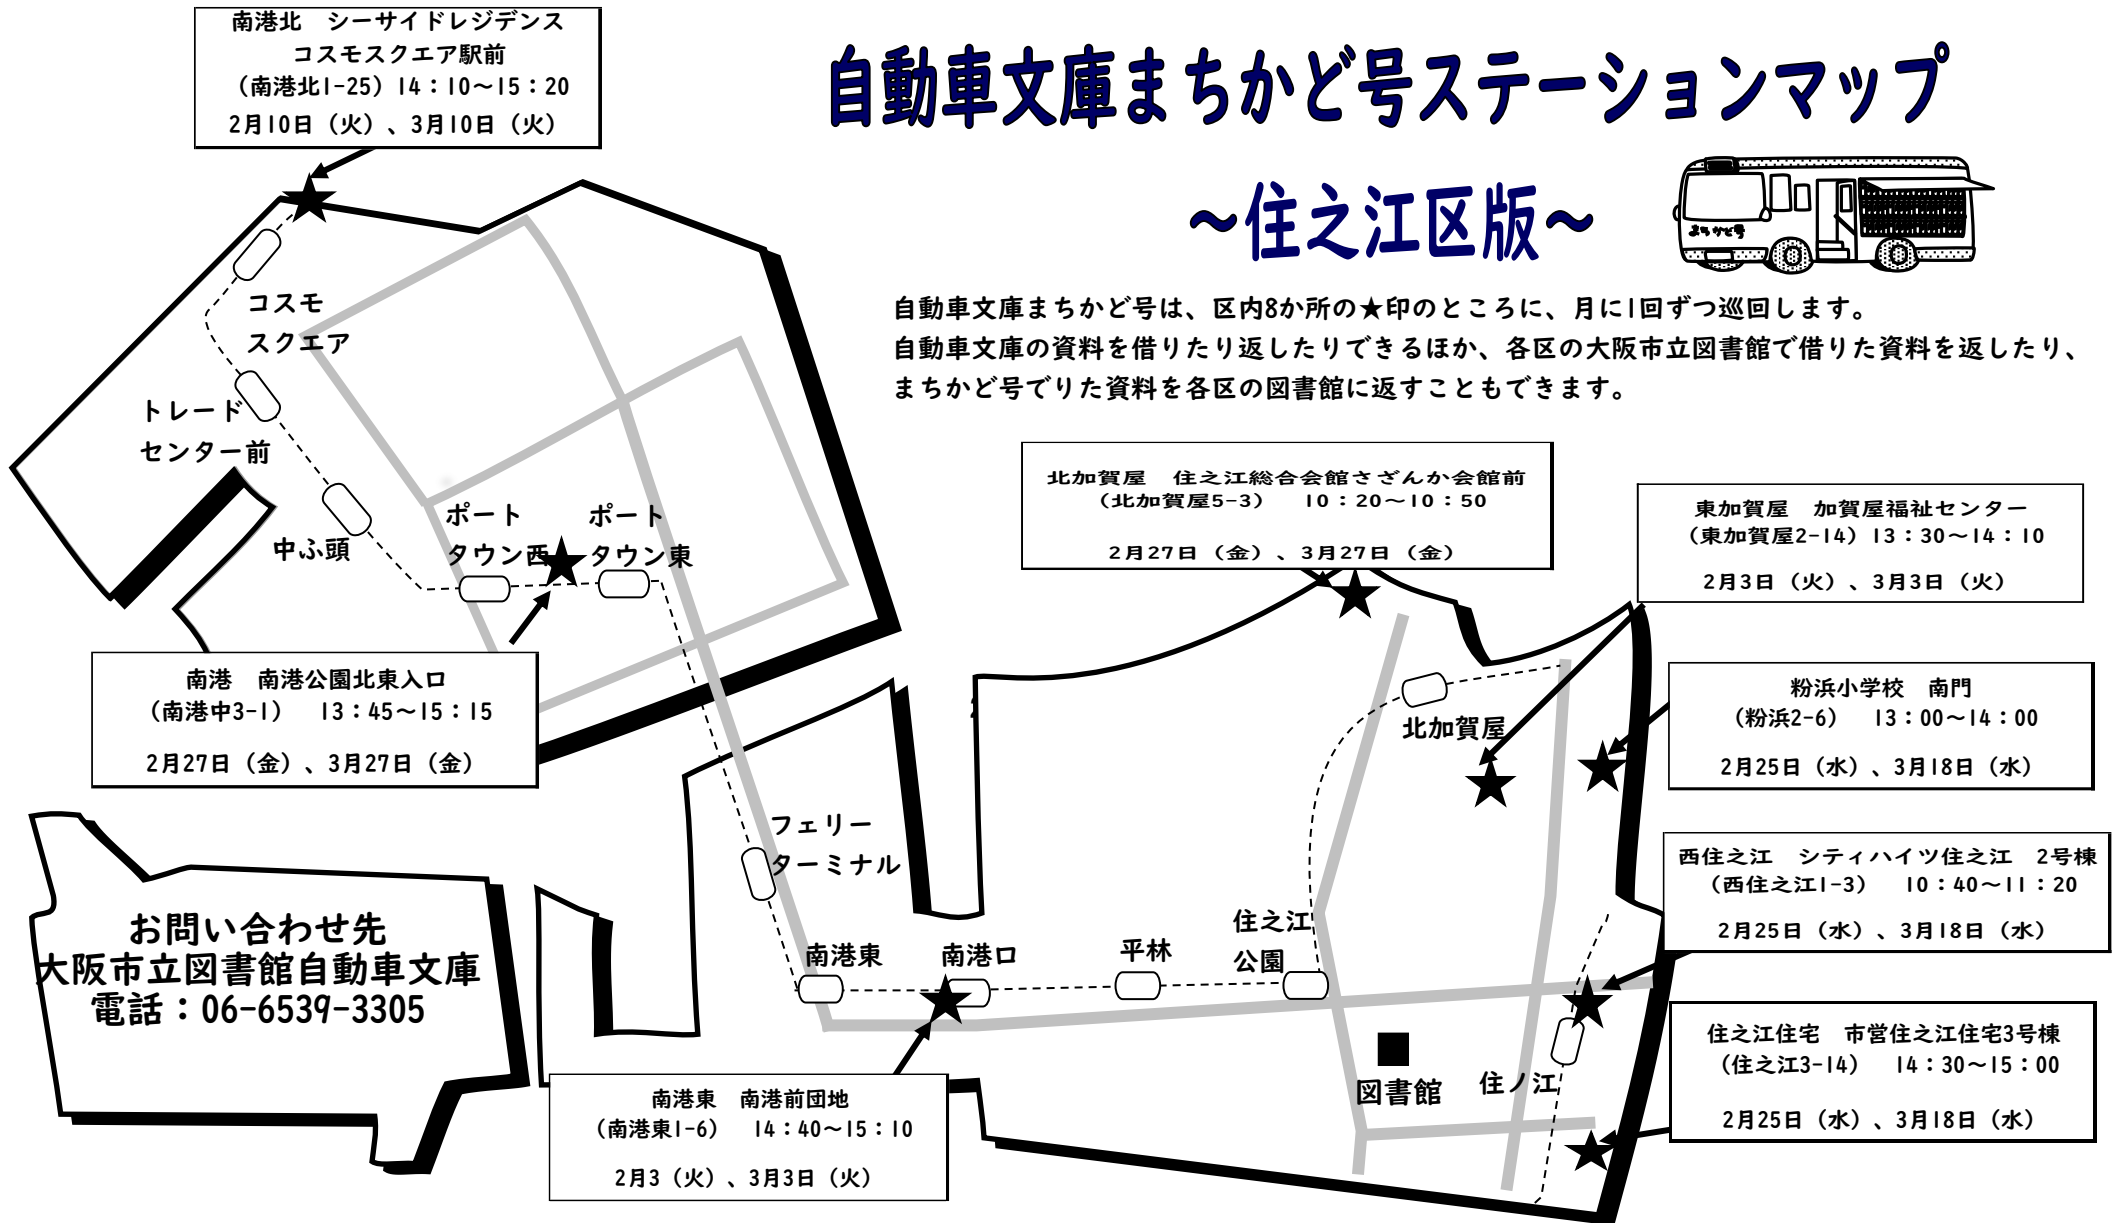 南港北　シーサイドレジデンス
コスモスクエア駅前
（南港北1-25）14：10～15：20
2月10日（火）、3月10日（火）
自動車文庫まちかど号ステーションマップ
～住之江区版～
まちかど号
自動車文庫まちかど号は、区内8か所の★印のところに、月に1回ずつ巡回します。
自動車文庫の資料を借りたり返したりできるほか、各区の大阪市立図書館で借りた資料を返したり、
まちかど号でりた資料を各区の図書館に返すこともできます。
コスモ
スクエア
トレード
センター前
中ふ頭
ポート
タウン西
ポート
タウン東
北加賀屋　住之江総合会館さざんか会館前
（北加賀屋5-3）　10：20～10：50
2月27日（金）、3月27日（金）
東加賀屋　加賀屋福祉センター
（東加賀屋2-14）13：30～14：10
2月3日（火）、3月3日（火）
南港　南港公園北東入口
（南港中3-1）　13：45～15：15
2月27日（金）、3月27日（金）
北加賀屋
粉浜小学校　南門
（粉浜2-6）　13：00～14：00
2月25日（水）、3月18日（水）
フェリー
ターミナル
西住之江　シティハイツ住之江　2号棟
（西住之江1-3）　10：40～11：20
2月25日（水）、3月18日（水）
お問い合わせ先
大阪市立図書館自動車文庫
電話：06-6539-3305
南港東
南港口
平林
住之江
公園
図書館
住ノ江
住之江住宅　市営住之江住宅3号棟
（住之江3-14）　14：30～15：00
2月25日（水）、3月18日（水）
南港東　南港前団地
（南港東1-6）　14：40～15：10
2月3（火）、3月3日（火）